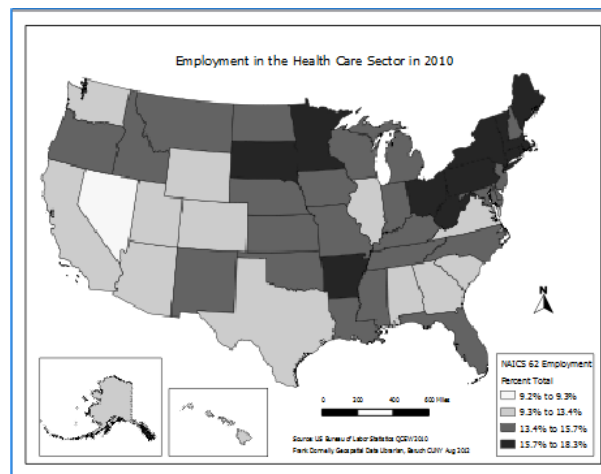 Employment in the Health Care Sector in 2010
N
NAICS 62 Employment
Percent Total
9.2% to 9.3%
9.3% to 13.4%
13.4% to 15.7%
15.7% to 18.3%
0 200 400 800 Miles
Source: US Bureau of Labor Statistics QCEW 2010
Frank Donnelly Geospatial Data Librarian, Baruch CUNY Aug 2012